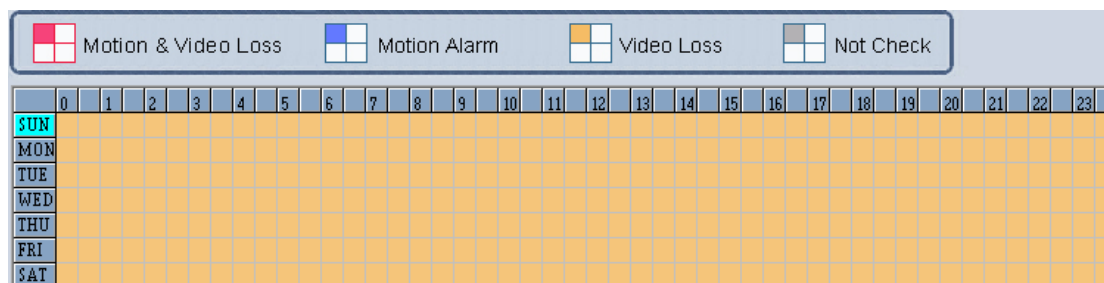 Motion & Video Loss Motion Alarm Video Loss Not Check
0 1 2 3 4 5 6 7 8 9 10 11 12 13 14 15 16 17 18 19 20 21 22 23
SUN
MON
TUE
WED
THU
FRI
SAT